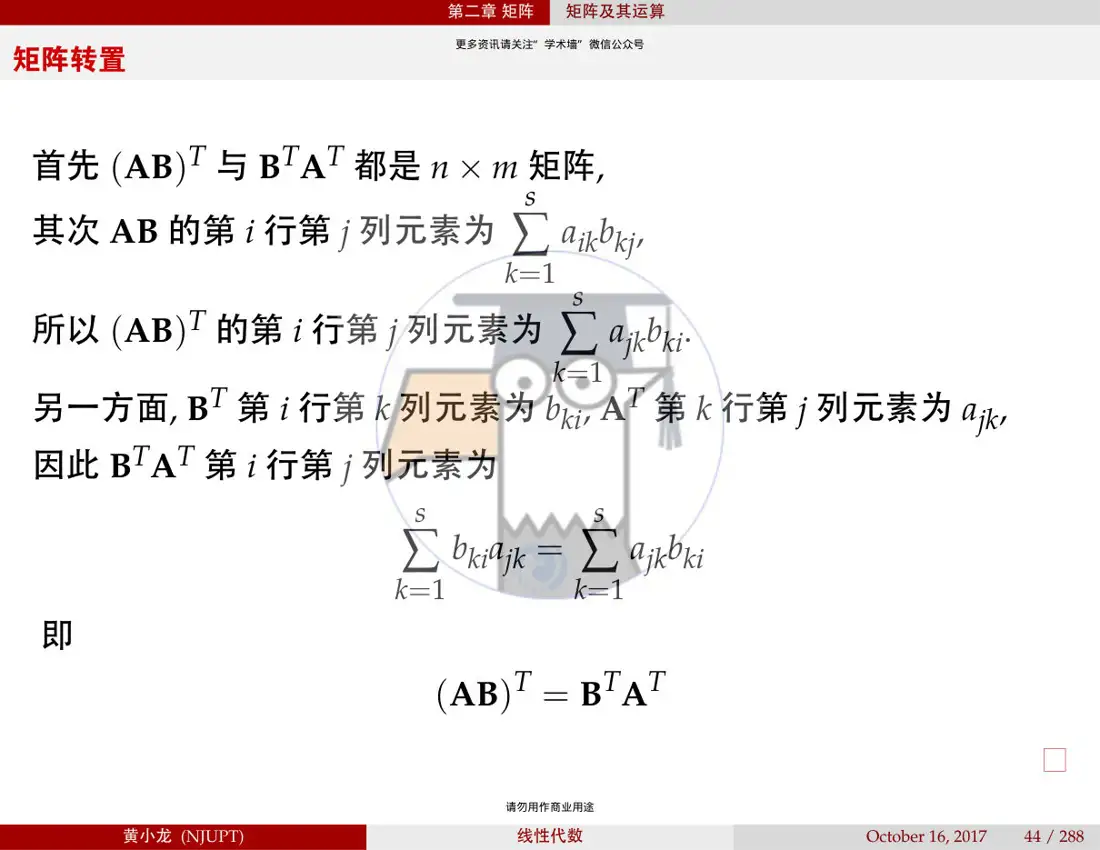 第二章 矩阵 矩阵及其运算
更多资讯请关注“学术墙”微信公众号
矩阵转置
首先 (AB)^T 与 B^T A^T 都是 n × m 矩阵,
其次 AB 的第 i 行第 j 列元素为 ∑_{k=1}^{s} a_{ik}b_{kj},
所以 (AB)^T 的第 i 行第 j 列元素为 ∑_{k=1}^{s} a_{jk}b_{ki}.
另一方面, B^T 第 i 行第 k 列元素为 b_{ki}, A^T 第 k 行第 j 列元素为 a_{jk},
因此 B^T A^T 第 i 行第 j 列元素为
∑_{k=1}^{s} b_{ki}a_{jk} = ∑_{k=1}^{s} a_{jk}b_{ki}
即
(AB)^T = B^T A^T
□
请勿用作商业用途
黄小龙 (NJUPT) 线性代数 October 16, 2017 44 / 288